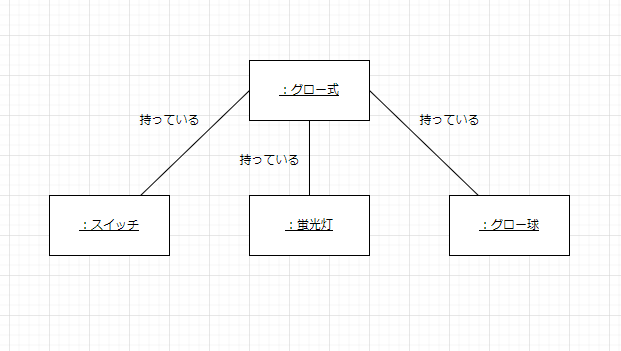 ：グロー式
持っている
持っている
持っている
：スイッチ
：蛍光灯
：グロー球